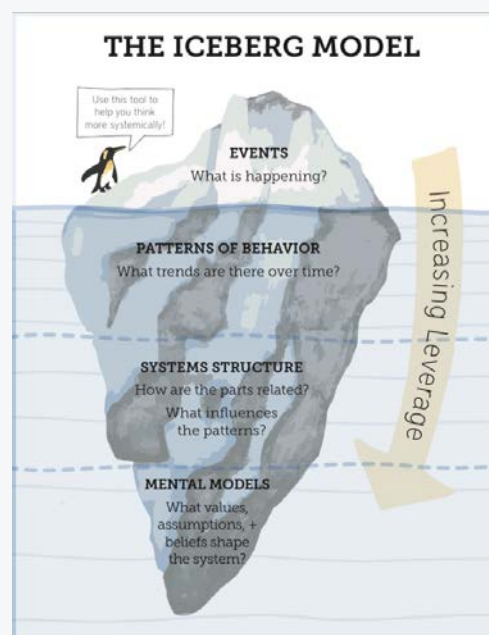 THE ICEBERG MODEL
Use this tool to
help you think
more systemically!
EVENTS
What is happening?
PATTERNS OF BEHAVIOR
What trends are there over time?
SYSTEMS STRUCTURE
How are the parts related?
What influences
the patterns?
MENTAL MODELS
What values,
assumptions, +
beliefs shape
the system?
Increasing Leverage